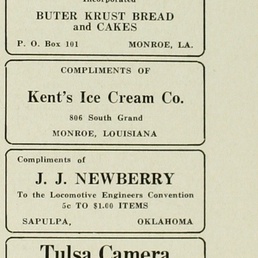 Incorporated
BUTER KRUST BREAD
and CAKES
P. O. Box 101 MONROE, LA.
COMPLIMENTS OF
Kent's Ice Cream Co.
806 South Grand
MONROE, LOUISIANA
Compliments of
J. J. NEWBERRY
To the Locomotive Engineers Convention
5c TO $1.00 ITEMS
SAPULPA, OKLAHOMA
Tulsa Camera